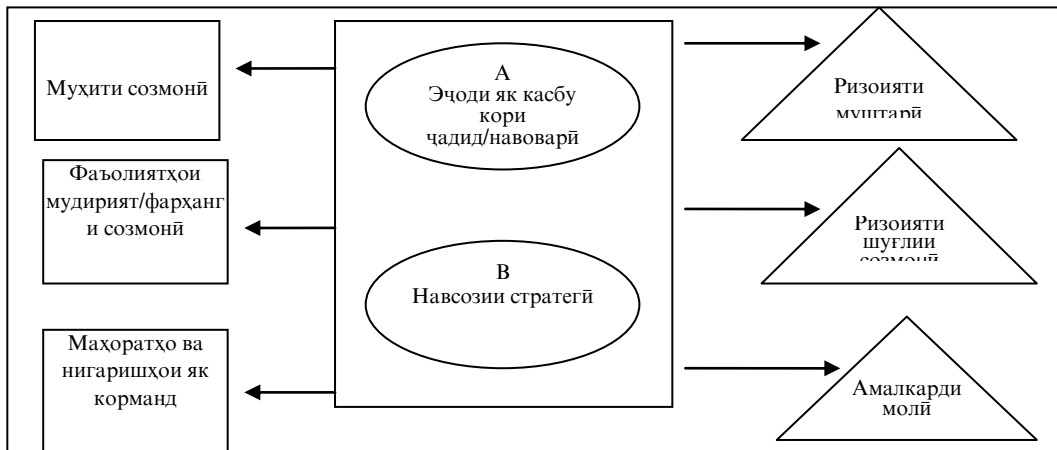 Муҳити созмонӣ
Фаъолиятҳои
мудирият/фарҳанг
и созмонӣ
Маҳоратҳо ва
нигаришҳои як
корманд
А
Эҷоди як касбу
кори
ҷадид/навоварӣ
В
Навсозии стратегӣ
Ризоияти
муштарӣ
Ризоияти
шуғлии
созмонӣ
Амалкарди
молӣ